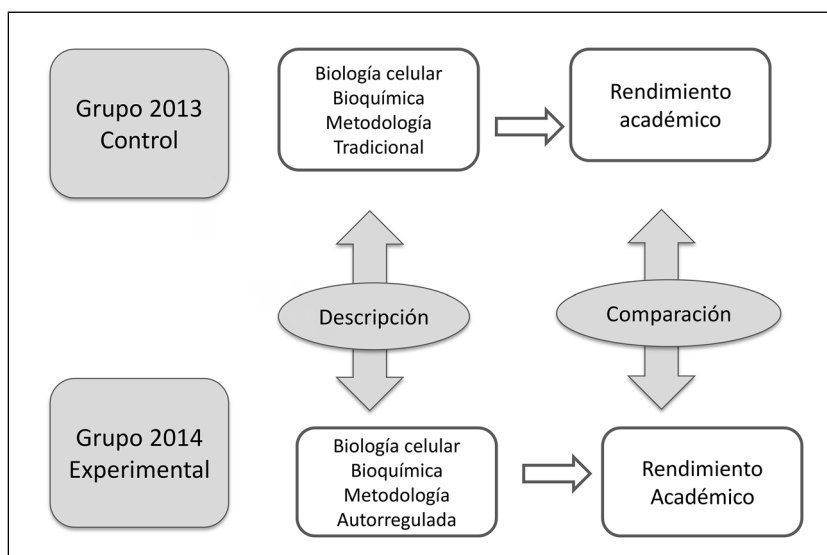 Grupo 2013
Control
Biología celular
Bioquímica
Metodología
Tradicional
Rendimiento
académico
Descripción
Comparación
Grupo 2014
Experimental
Biología celular
Bioquímica
Metodología
Autorregulada
Rendimiento
Académico